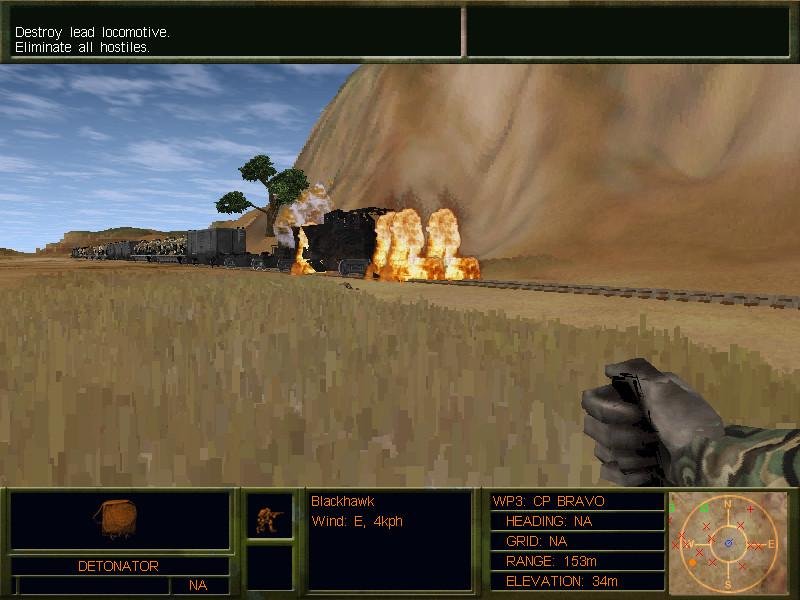 Destroy lead locomotive.
Eliminate all hostiles.
DETONATOR
NA
Blackhawk
Wind: E, 4kph
WP3: CP BRAVO
HEADING: NA
GRID: NA
RANGE: 153m
ELEVATION: 34m
N
W
E
S